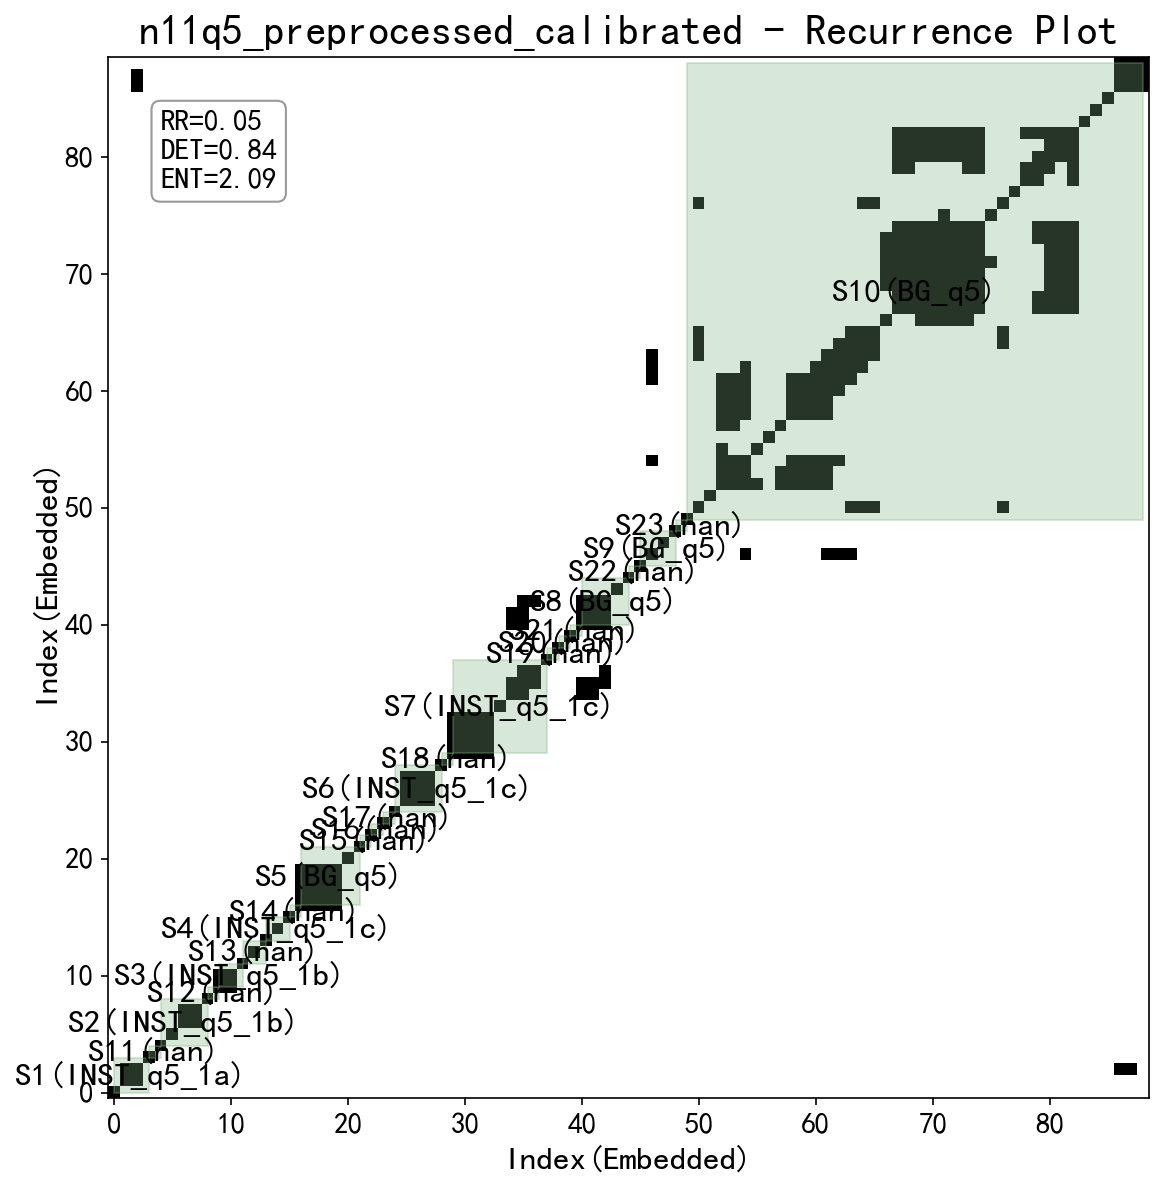 n11q5_preprocessed_calibrated - Recurrence Plot
RR=0.05
DET=0.84
ENT=2.09
80
70
60
50
40
30
20
10
0
Index(Embedded)
S10(BG_q5)
S23(nan)
S9(BG_q5)
S22(nan)
S8(BG_q5)
S21(nan)
S20(nan)
S19(nan)
S7(INST_q5_1c)
S18(nan)
S6(INST_q5_1c)
S17(nan)
S16(nan)
S15(nan)
S5(BG_q5)
S14(nan)
S4(INST_q5_1c)
S13(nan)
S3(INST_q5_1b)
S12(nan)
S2(INST_q5_1b)
S11(nan)
S1(INST_q5_1a)
0 10 20 30 40 50 60 70 80
Index(Embedded)